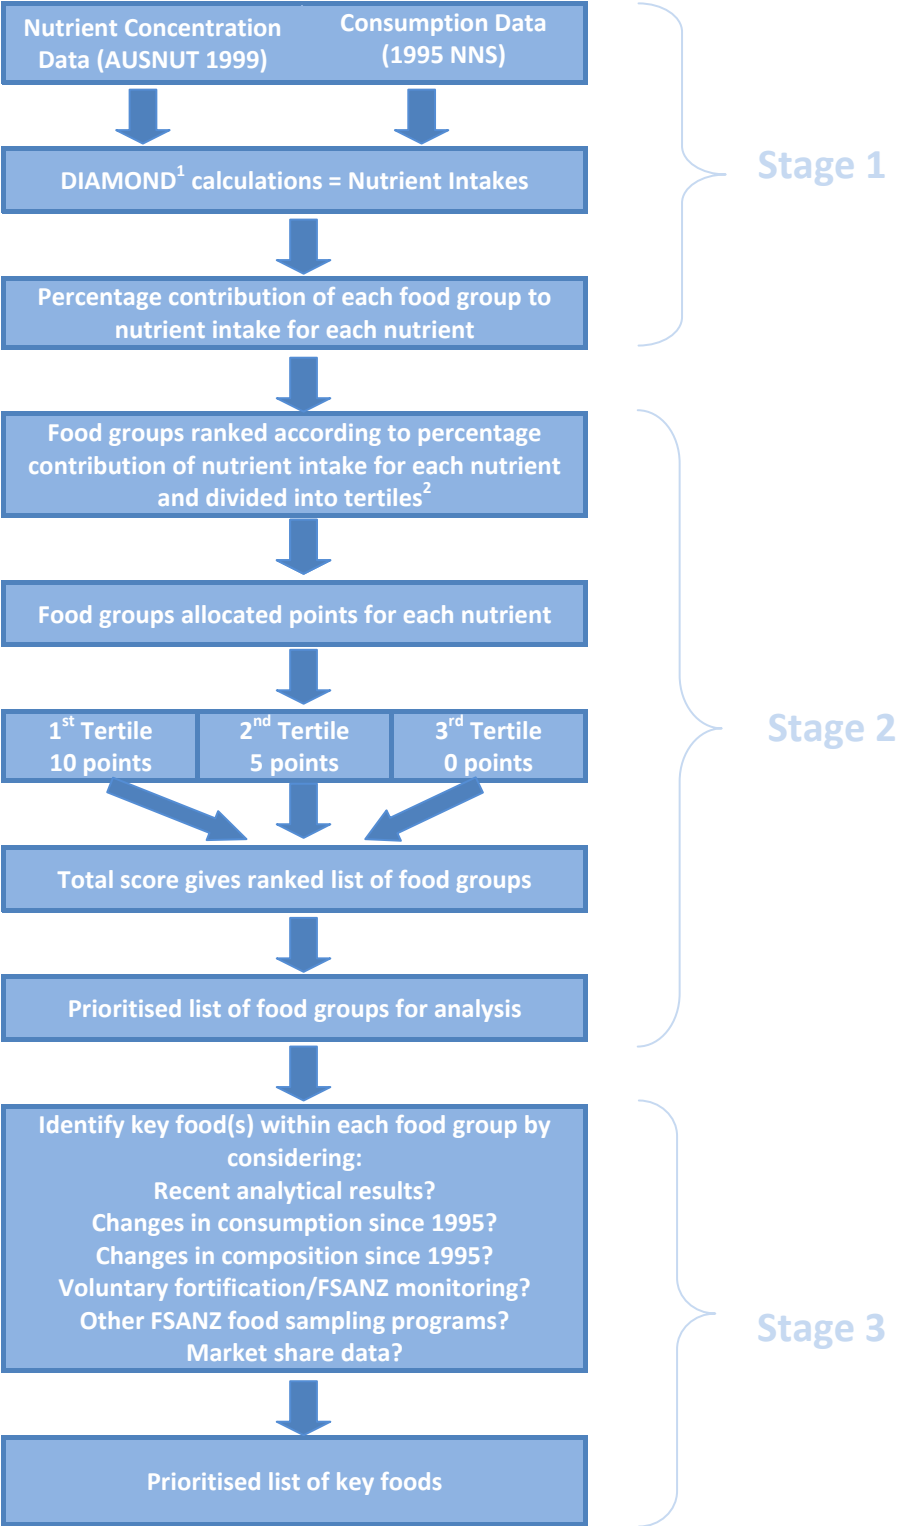 Nutrient Concentration
Data (AUSNUT 1999)
Consumption Data
(1995 NNS)
DIAMOND¹ calculations = Nutrient Intakes
Percentage contribution of each food group to
nutrient intake for each nutrient
Stage 1
Food groups ranked according to percentage
contribution of nutrient intake for each nutrient
and divided into tertiles²
Food groups allocated points for each nutrient
1st Tertile
10 points
2nd Tertile
5 points
3rd Tertile
0 points
Total score gives ranked list of food groups
Prioritised list of food groups for analysis
Stage 2
Identify key food(s) within each food group by
considering:
Recent analytical results?
Changes in consumption since 1995?
Changes in composition since 1995?
Voluntary fortification/FSANZ monitoring?
Other FSANZ food sampling programs?
Market share data?
Prioritised list of key foods
Stage 3